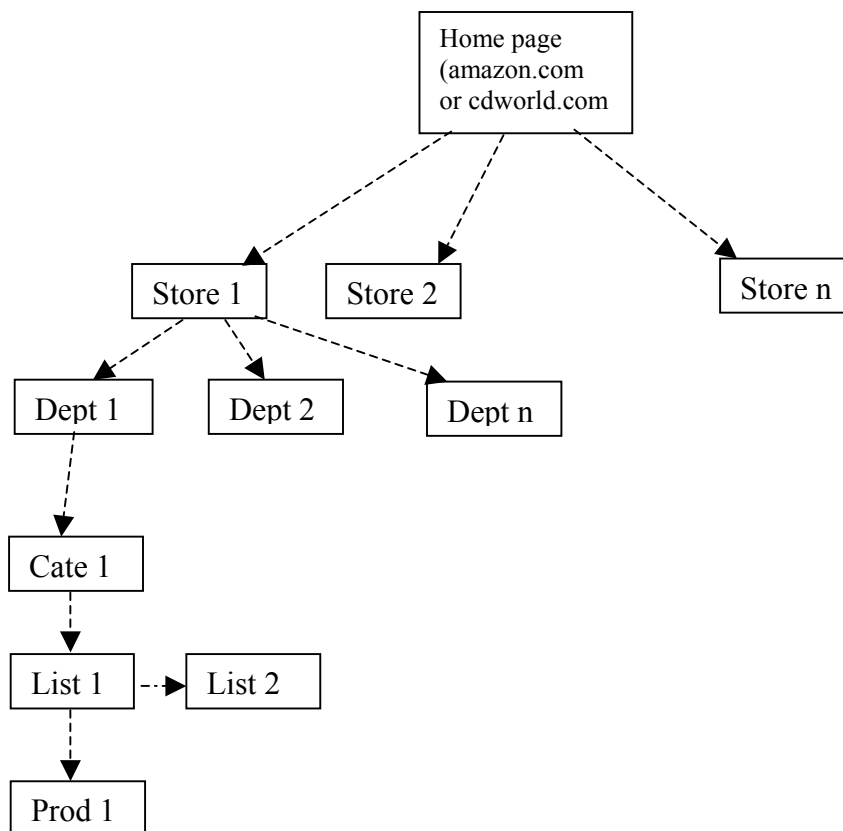 Home page
(amazon.com
or cdworld.com
Store 1
Store 2
Store n
Dept 1
Dept 2
Dept n
Cate 1
List 1
List 2
Prod 1